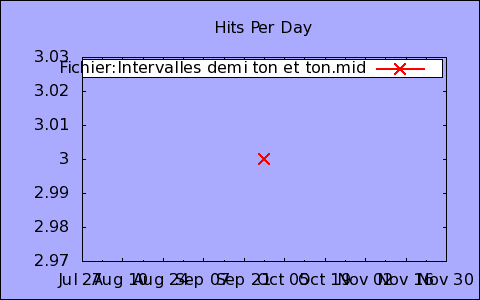 Hits Per Day
3.03
Fichier:Intervalles demi ton et ton.mid
3.02
3.01
3
2.99
2.98
2.97
Jul 27 Aug 10 Aug 24 Sep 07 Sep 21 Oct 05 Oct 19 Nov 02 Nov 16 Nov 30